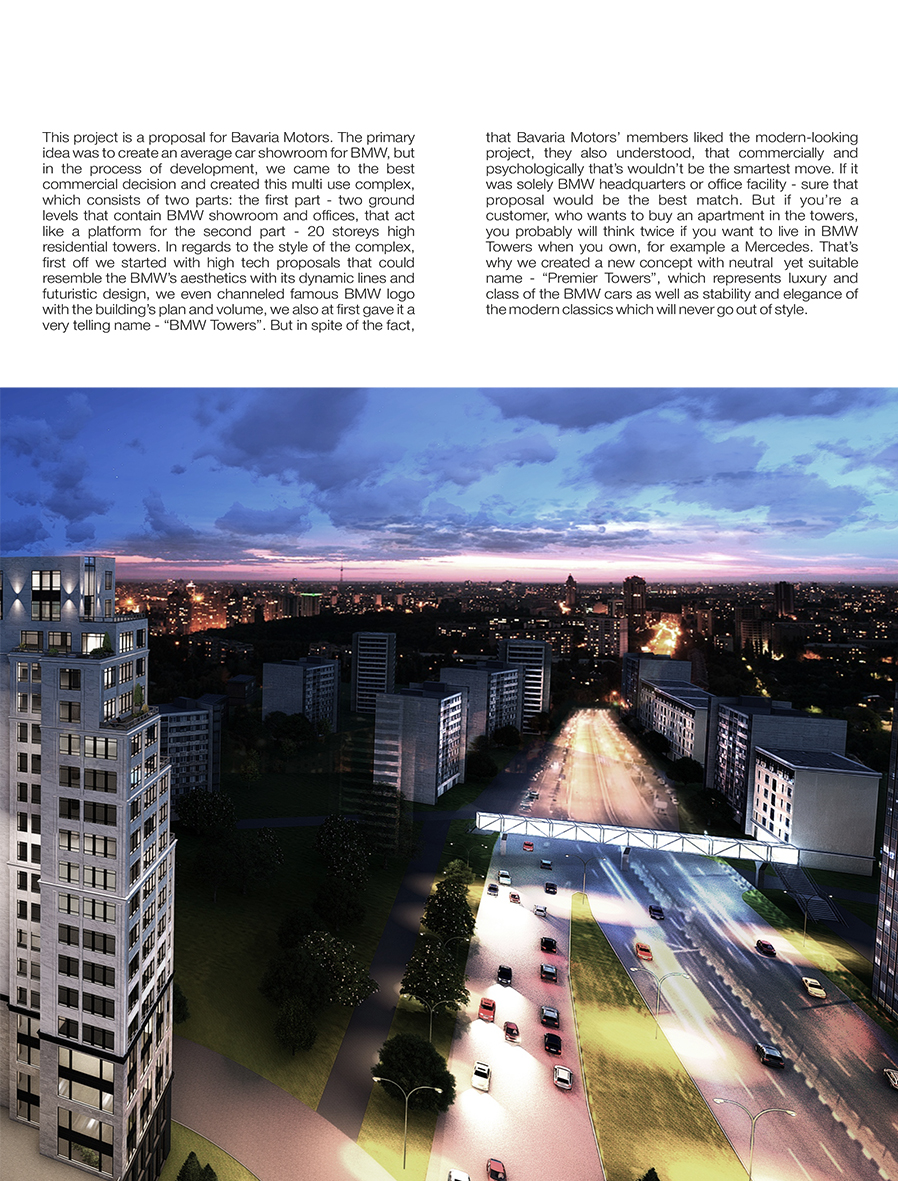 This project is a proposal for Bavaria Motors. The primary
idea was to create an average car showroom for BMW, but
in the process of development, we came to the best
commercial decision and created this multi use complex,
which consists of two parts: the first part - two ground
levels that contain BMW showroom and offices, that act
like a platform for the second part - 20 storeys high
residential towers. In regards to the style of the complex,
first off we started with high tech proposals that could
resemble the BMW's aesthetics with its dynamic lines and
futuristic design, we even channeled famous BMW logo
with the building's plan and volume, we also at first gave it a
very telling name - “BMW Towers”. But in spite of the fact,
that Bavaria Motors’ members liked the modern-looking
project, they also understood, that commercially and
psychologically that’s wouldn’t be the smartest move. If it
was solely BMW headquarters or office facility - sure that
proposal would be the best match. But if you’re a
customer, who wants to buy an apartment in the towers,
you probably will think twice if you want to live in BMW
Towers when you own, for example a Mercedes. That’s
why we created a new concept with neutral  yet suitable
name - “Premier Towers”, which represents luxury and
class of the BMW cars as well as stability and elegance of
the modern classics which will never go out of style.